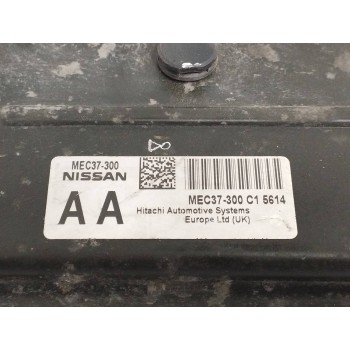 MEC37-300
NISSAN
AA
MEC37-300 C1 5614
Hitachi Automotive Systems
Europe Ltd (UK)